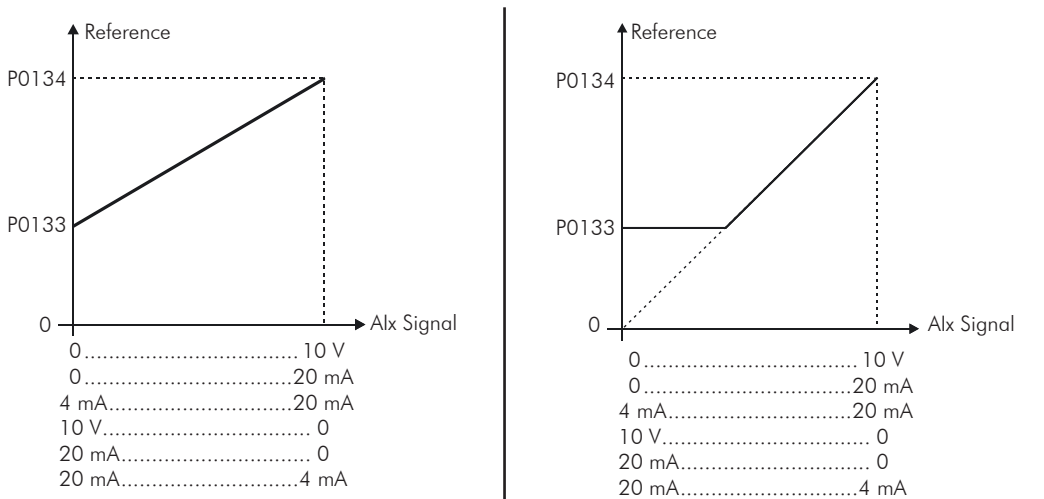 Reference
P0134
P0133
0
AIx Signal
0.................................. 10 V
0.................................20 mA
4 mA.............................20 mA
10 V................................. 0
20 mA.............................. 0
20 mA............................4 mA
Reference
P0134
P0133
0
AIx Signal
0.................................. 10 V
0.................................20 mA
4 mA.............................20 mA
10 V................................. 0
20 mA.............................. 0
20 mA............................4 mA